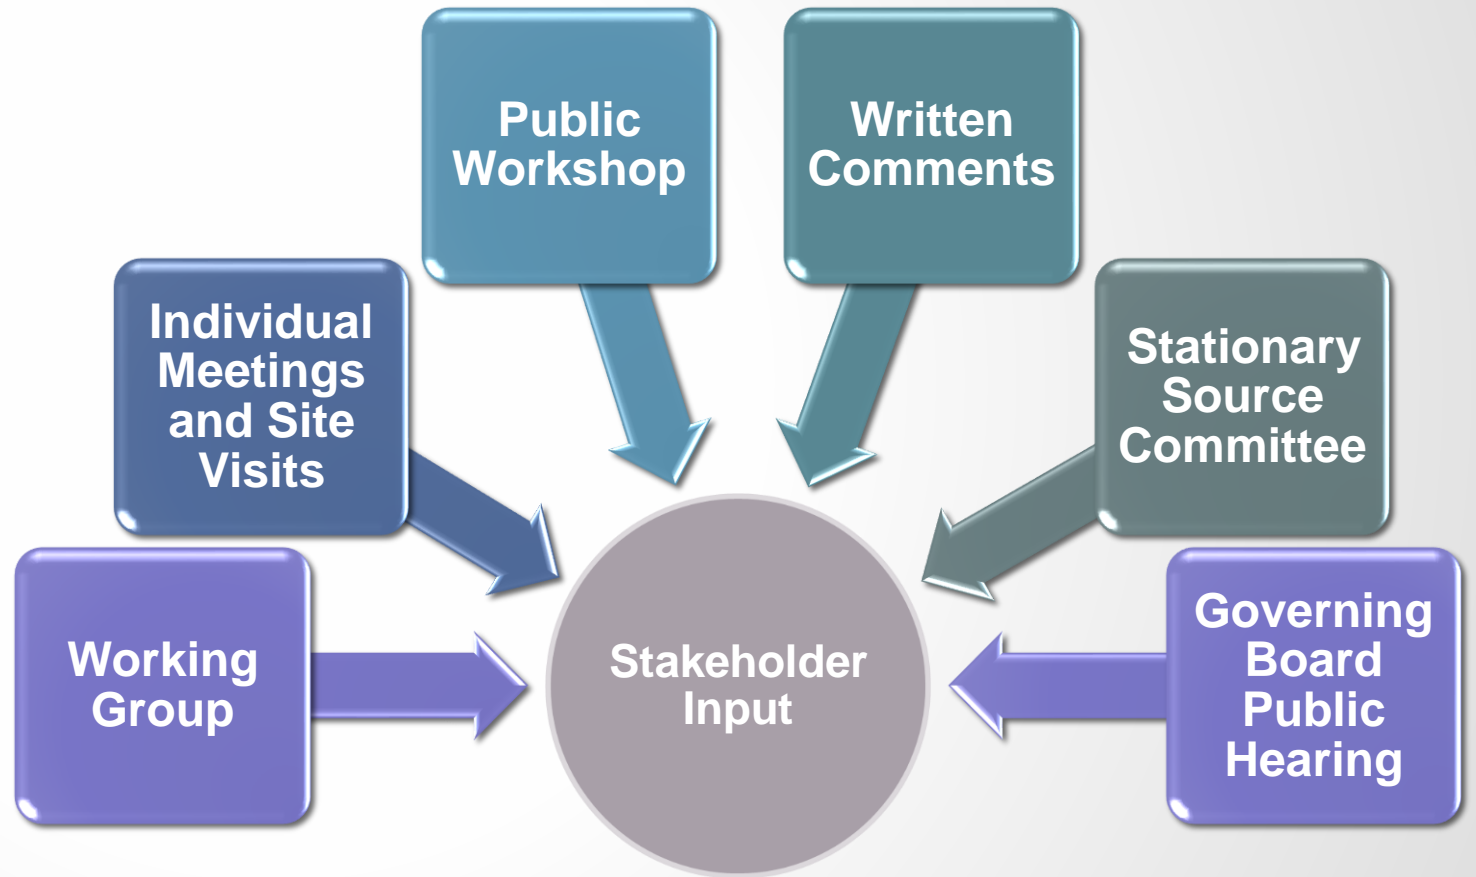 Public
Workshop
Written
Comments
Individual
Meetings
and Site
Visits
Stationary
Source
Committee
Working
Group
Stakeholder
Input
Governing
Board
Public
Hearing